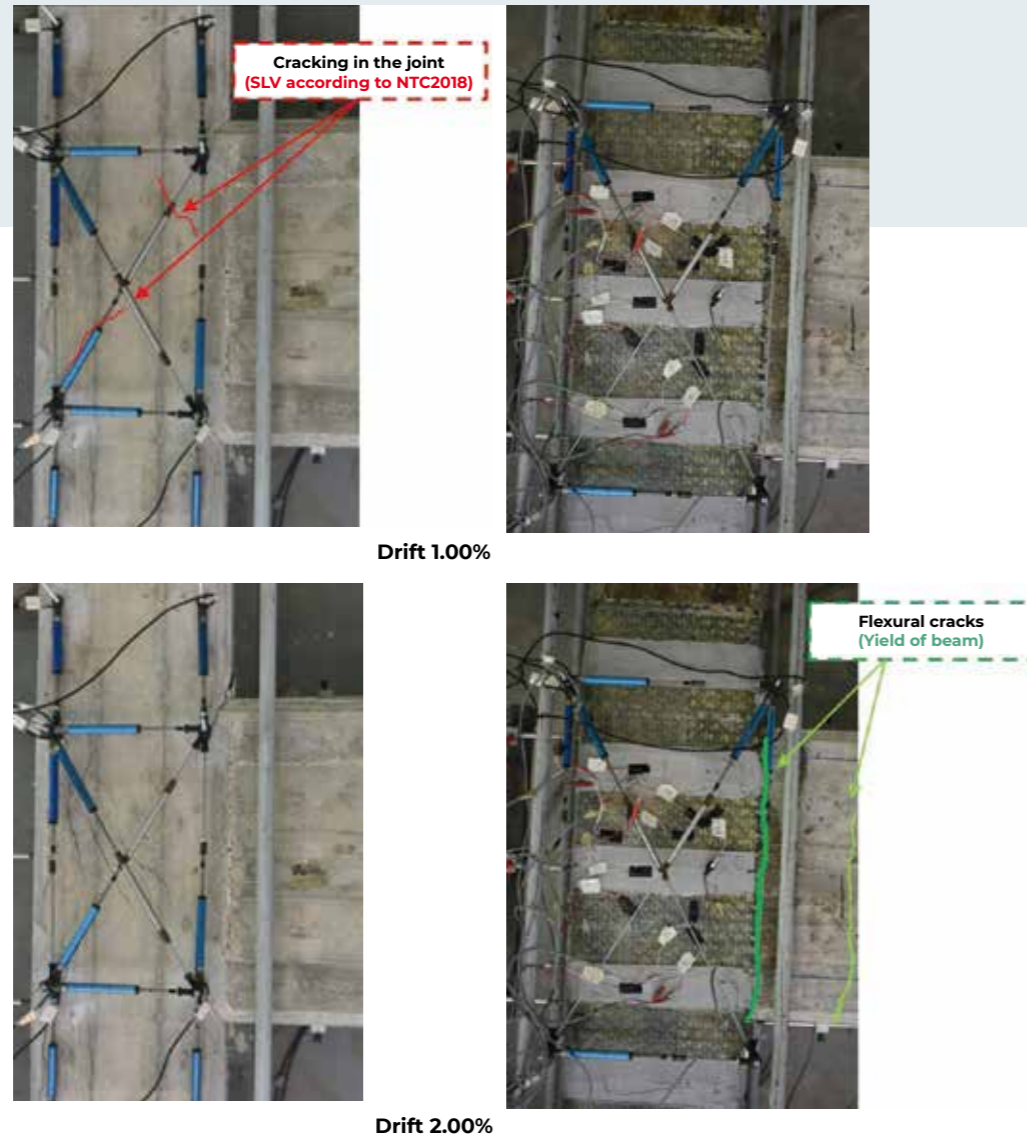 Cracking in the joint
(SLV according to NTC2018)
Drift 1.00%
Flexural cracks
(Yield of beam)
Drift 2.00%